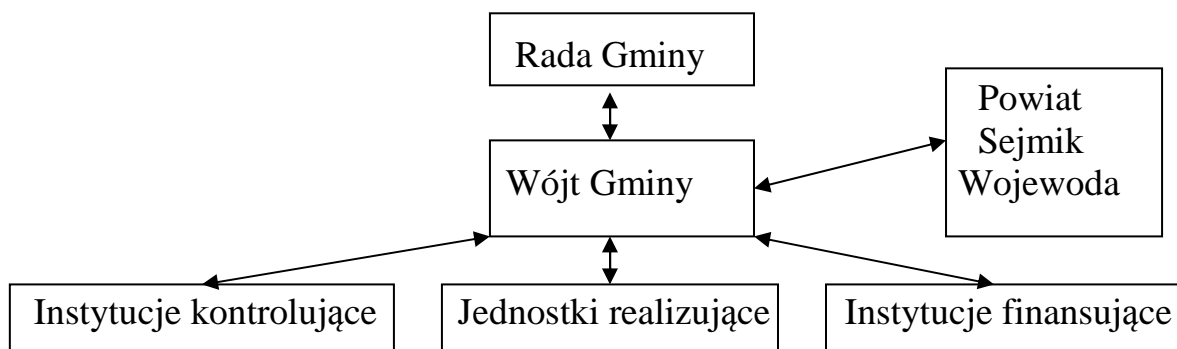 Rada Gminy
Powiat
Sejmik
Wojewoda
Wójt Gminy
Instytucje kontrolujące
Jednostki realizujące
Instytucje finansujące